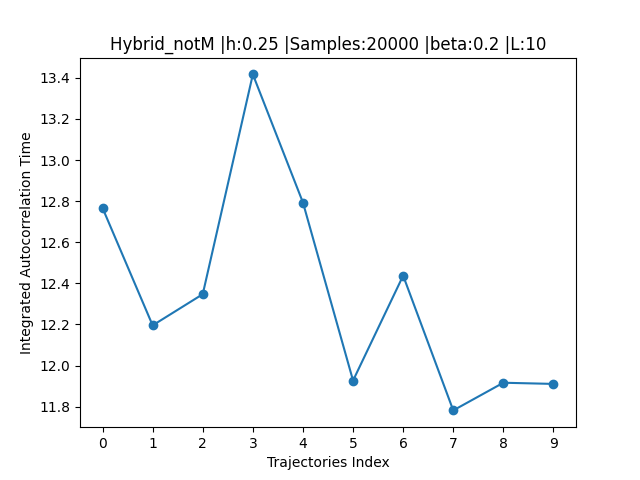 Hybrid_notM |h:0.25 |Samples:20000 |beta:0.2 |L:10
Integrated Autocorrelation Time
13.4
13.2
13.0
12.8
12.6
12.4
12.2
12.0
11.8
0 1 2 3 4 5 6 7 8 9
Trajectories Index